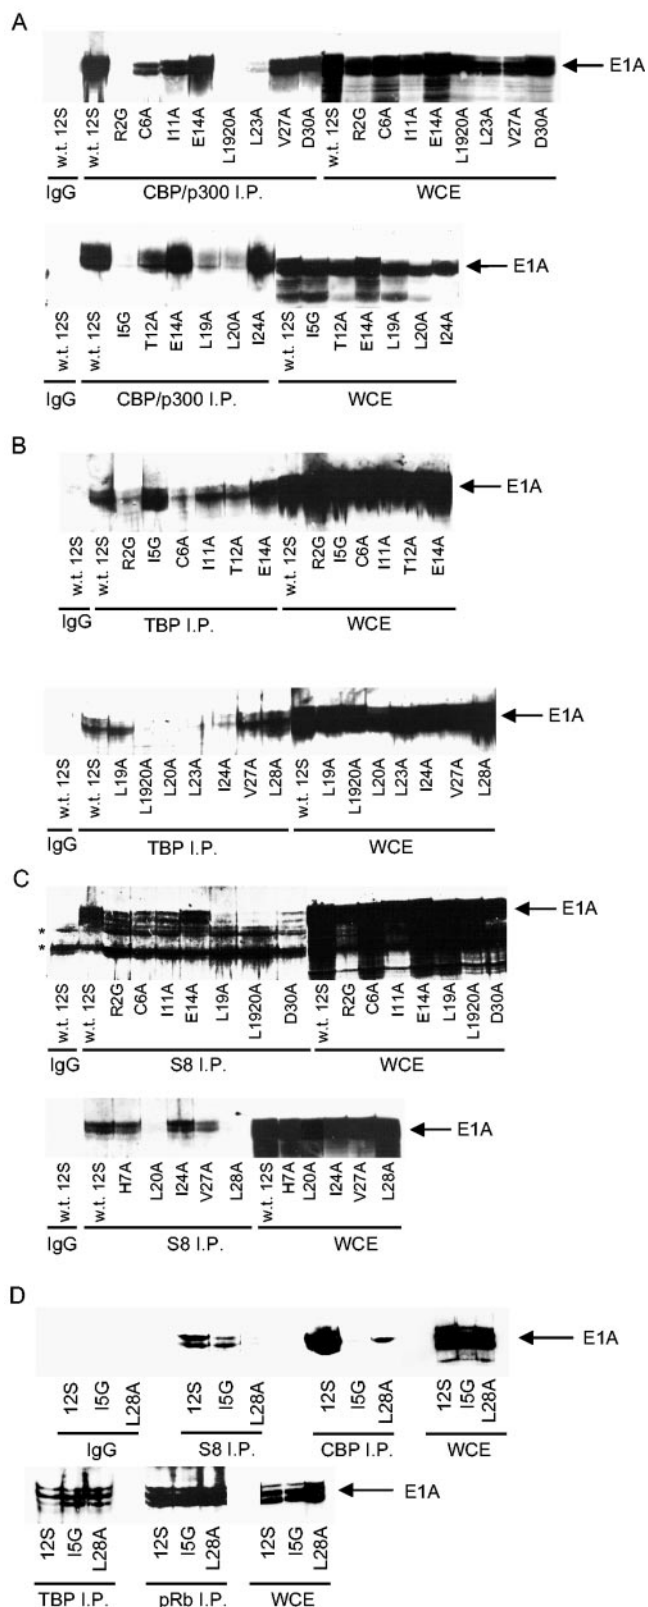 A
E1A
w.t. 12S
w.t. 12S
R2G
C6A
I11A
E14A
L1920A
L23A
V27A
D30A
w.t. 12S
R2G
C6A
I11A
E14A
L1920A
L23A
V27A
D30A
IgG CBP/p300 I.P. WCE
E1A
w.t. 12S
w.t. 12S
I5G
T12A
E14A
L19A
L20A
I24A
w.t. 12S
I5G
T12A
E14A
L19A
L20A
I24A
IgG CBP/p300 I.P. WCE
B
E1A
w.t. 12S
w.t. 12S
R2G
I5G
C6A
I11A
T12A
E14A
w.t. 12S
R2G
I5G
C6A
I11A
T12A
E14A
IgG TBP I.P. WCE
E1A
w.t. 12S
w.t. 12S
L19A
L1920A
L20A
L23A
I24A
V27A
L28A
w.t. 12S
L19A
L1920A
L20A
L23A
I24A
V27A
L28A
IgG TBP I.P. WCE
C
E1A
*
*
w.t. 12S
w.t. 12S
R2G
C6A
I11A
E14A
L19A
L1920A
D30A
w.t. 12S
R2G
C6A
I11A
E14A
L19A
L1920A
D30A
IgG S8 I.P. WCE
E1A
w.t. 12S
w.t. 12S
H7A
L20A
I24A
V27A
L28A
w.t. 12S
H7A
L20A
I24A
V27A
L28A
IgG S8 I.P. WCE
D
E1A
12S
I5G
L28A
12S
I5G
L28A
12S
I5G
L28A
12S
I5G
L28A
IgG S8 I.P. CBP I.P. WCE
E1A
12S
I5G
L28A
12S
I5G
L28A
12S
I5G
L28A
TBP I.P. pRb I.P. WCE